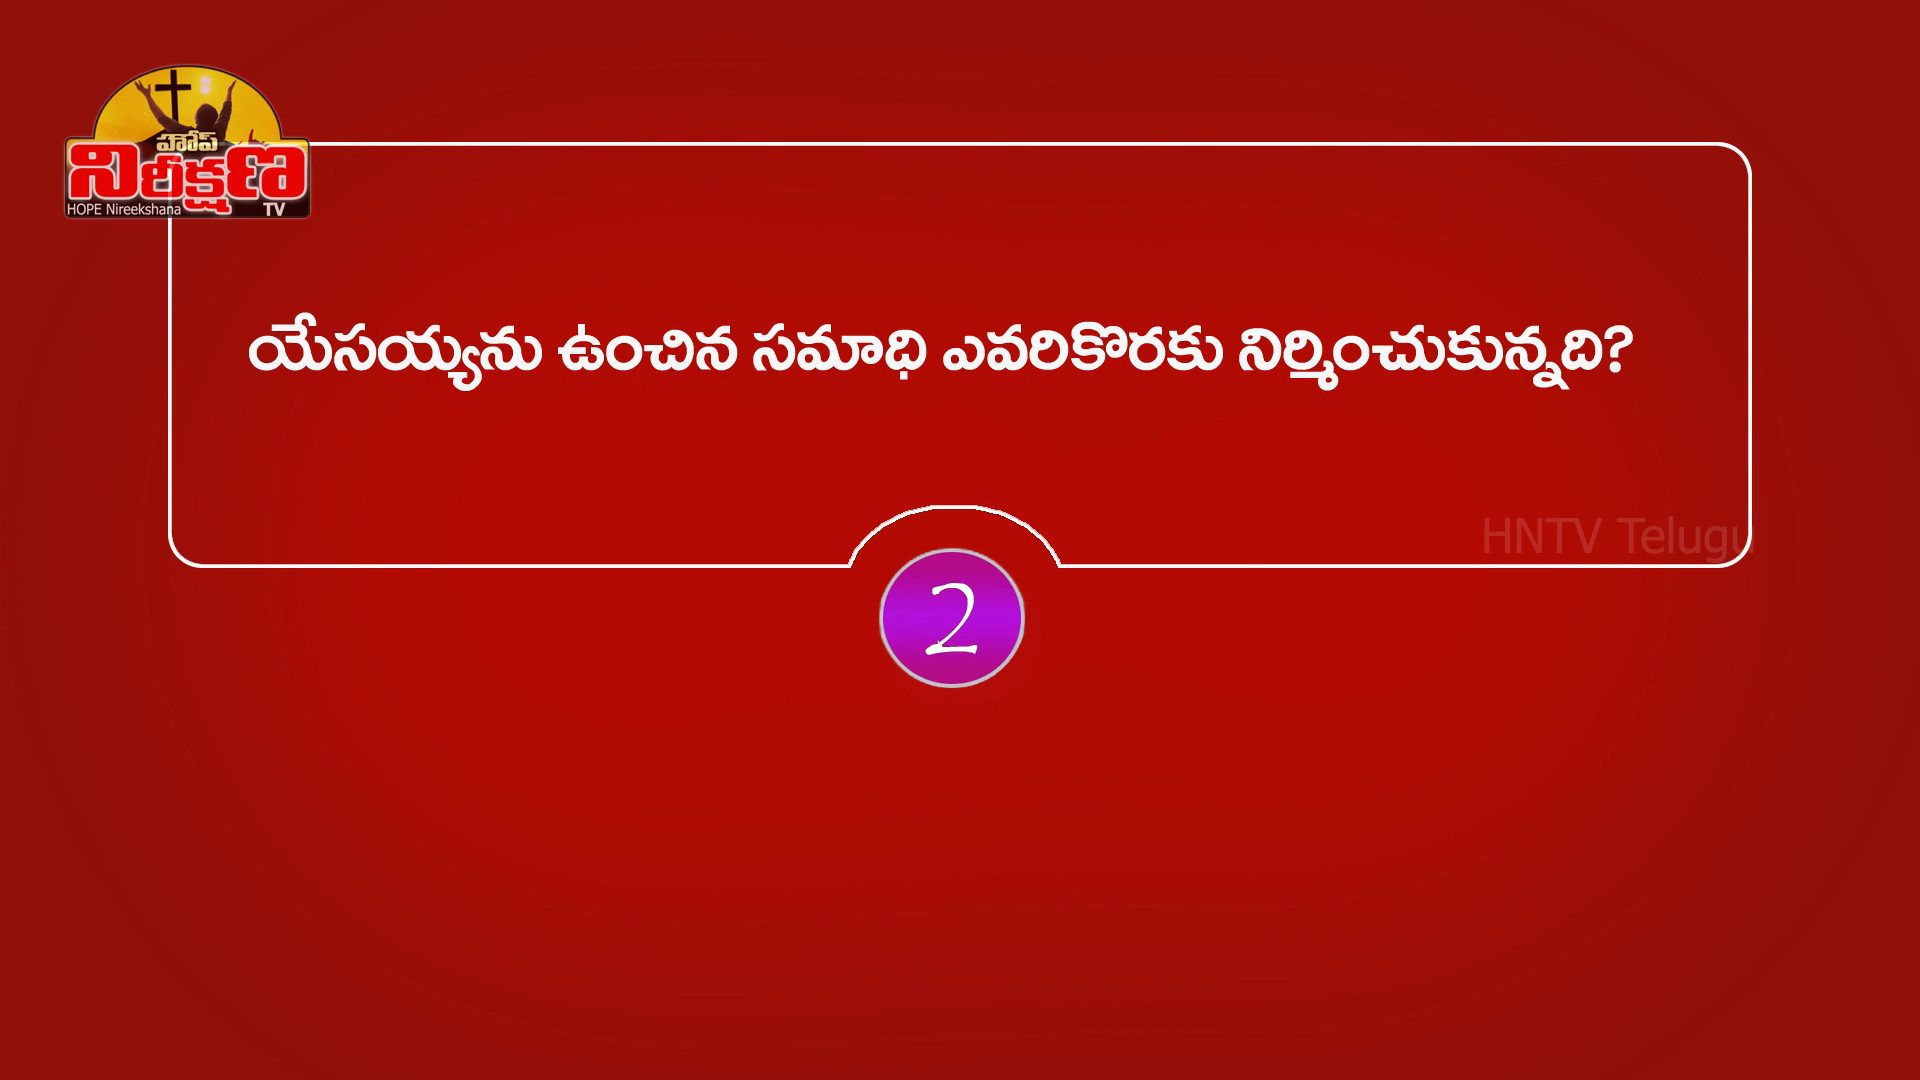 హోప్
నిరీక్షణ
HOPE Nireekshana TV
యేసయ్యను ఉంచిన సమాధి ఎవరికొరకు నిర్మించుకున్నది?
HNTV Telugu
2